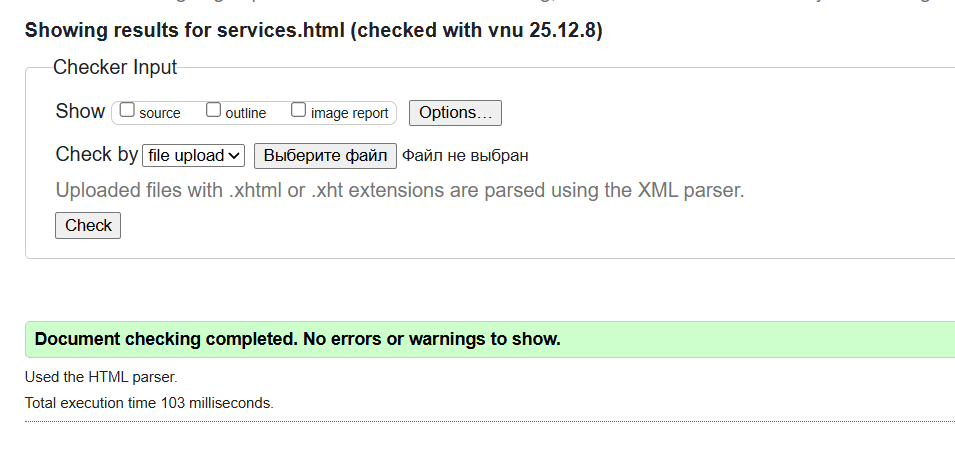 Showing results for services.html (checked with vnu 25.12.8)
Checker Input
Show source outline image report Options...
Check by file upload Выберите файл Файл не выбран
Uploaded files with .xhtml or .xht extensions are parsed using the XML parser.
Check
Document checking completed. No errors or warnings to show.
Used the HTML parser.
Total execution time 103 milliseconds.